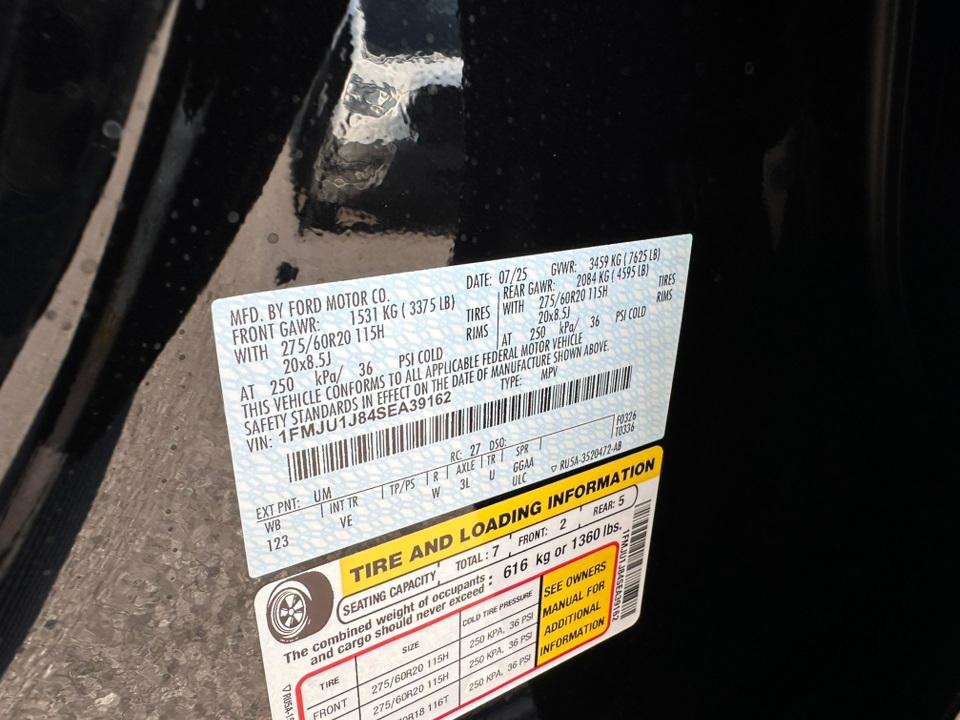 MFD. BY FORD MOTOR CO.
DATE: 07/25 GVWR: 3459 KG ( 7625 LB)
FRONT GAWR: 1531 KG ( 3375 LB)
WITH 275/60R20 115H TIRES
20x8.5J RIMS
AT 250 kPa/ 36 PSI COLD
REAR GAWR: 2084 KG ( 4595 LB)
WITH 275/60R20 115H TIRES
20x8.5J RIMS
AT 250 kPa/ 36 PSI COLD
THIS VEHICLE CONFORMS TO ALL APPLICABLE FEDERAL MOTOR VEHICLE
SAFETY STANDARDS IN EFFECT ON THE DATE OF MANUFACTURE SHOWN ABOVE.
VIN: 1FMJU1J84SEA39162 TYPE: MPV
F0326
T0336
EXT PNT: UM RC: 27 DSO:
WB INT TR TP/PS R AXLE TR SPR
123 VE W 3L U GGAA
ULC
▽ RU5A-3520472-AB
TIRE AND LOADING INFORMATION
SEATING CAPACITY TOTAL: 7 FRONT: 2 REAR: 5
The combined weight of occupants
and cargo should never exceed : 616 kg or 1360 lbs.
TIRE SIZE COLD TIRE PRESSURE
FRONT 275/60R20 115H 250 KPA, 36 PSI
275/60R20 115H 250 KPA, 36 PSI
R18 116T 250 KPA, 36 PSI
SEE OWNERS
MANUAL FOR
ADDITIONAL
INFORMATION
1FMJU1J84SEA39162